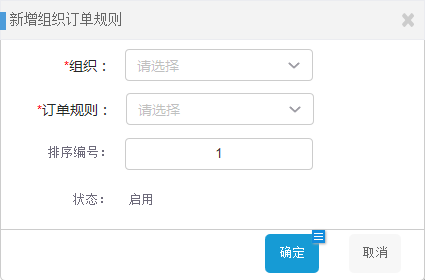 新增组织订单规则
*组织： 请选择
*订单规则： 请选择
排序编号： 1
状态： 启用
确定 取消